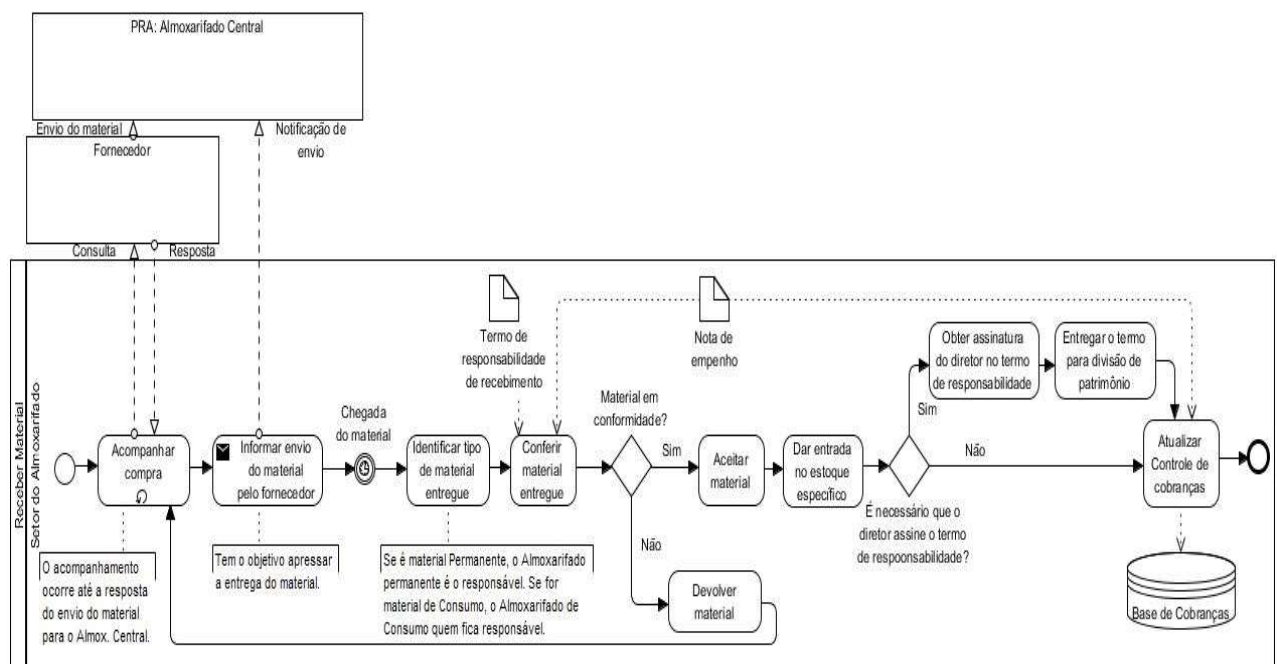 PRA: Almoxarifado Central
Envio do material
Notificação de
envio
Fornecedor
Consulta
Resposta
Receber Material
Setor do Almoxarifado
Termo de
responsabilidade
de recebimento
Nota de
empenho
Obter assinatura
do diretor no termo
de responsabilidade
Entregar o termo
para divisão de
patrimônio
Acompanhar
compra
Informar envio
do material
pelo fornecedor
Chegada
do material
Identificar tipo
de material
entregue
Conferir
material
entregue
Material em
conformidade?
Sim
Não
Aceitar
material
Dar entrada
no estoque
específico
Sim
Não
É necessário que o
diretor assine o termo
de respoonsabilidade?
Atualizar
Controle de
cobranças
O acompanhamento
ocorre até a resposta
do envio do material
para o Almox. Central.
Tem o objetivo apressar
a entrega do material.
Se é material Permanente, o Almoxarifado
permanente é o responsável. Se for
material de Consumo, o Almoxarifado de
Consumo quem fica responsável.
Devolver
material
Base de Cobranças